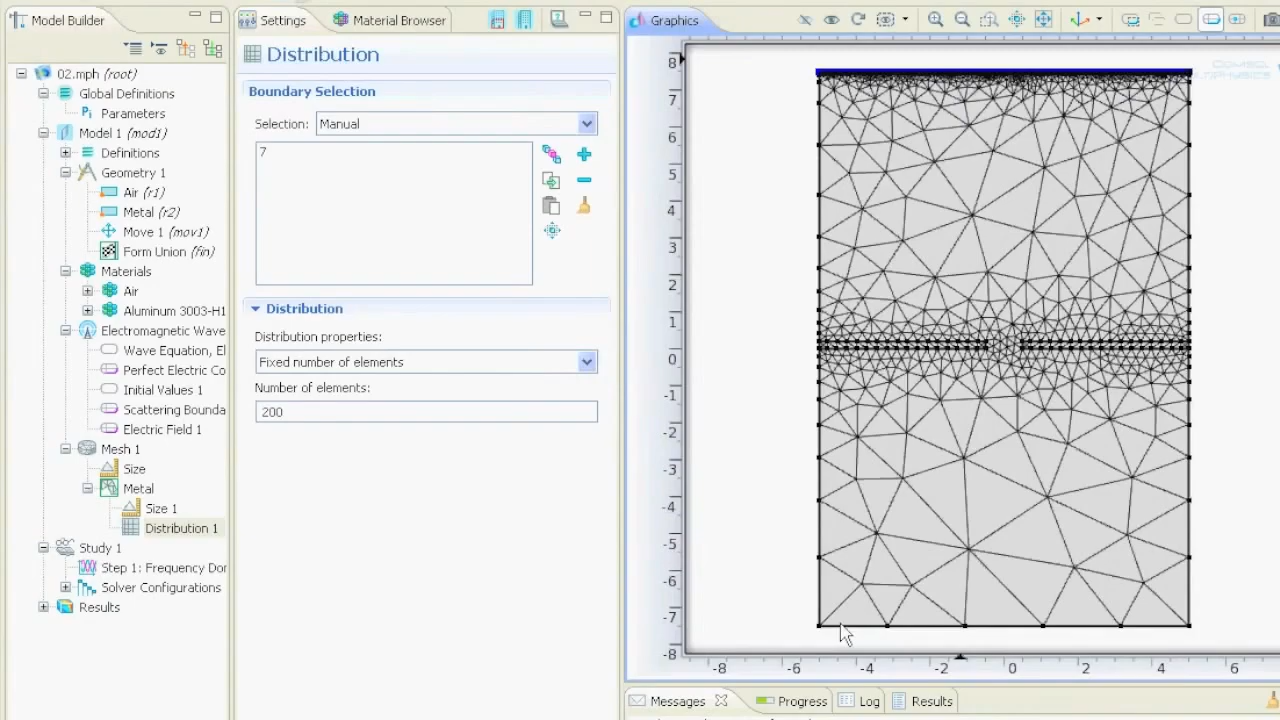 Model Builder
02.mph (root)
Global Definitions
Pi Parameters
Model 1 (mod1)
Definitions
Geometry 1
Air (r1)
Metal (r2)
Move 1 (mov1)
Form Union (fin)
Materials
Air
Aluminum 3003-H1
Electromagnetic Wave
Wave Equation, El
Perfect Electric Co
Initial Values 1
Scattering Bounda
Electric Field 1
Mesh 1
Size
Metal
Size 1
Distribution 1
Study 1
Step 1: Frequency Dor
Solver Configurations
Results
Settings
Material Browser
Distribution
Boundary Selection
Selection: Manual
7
Distribution
Distribution properties:
Fixed number of elements
Number of elements:
200
Graphics
8
7
6
5
4
3
2
1
0
-1
-2
-3
-4
-5
-6
-7
-8
-8 -6 -4 -2 0 2 4 6
Messages
Progress
Log
Results